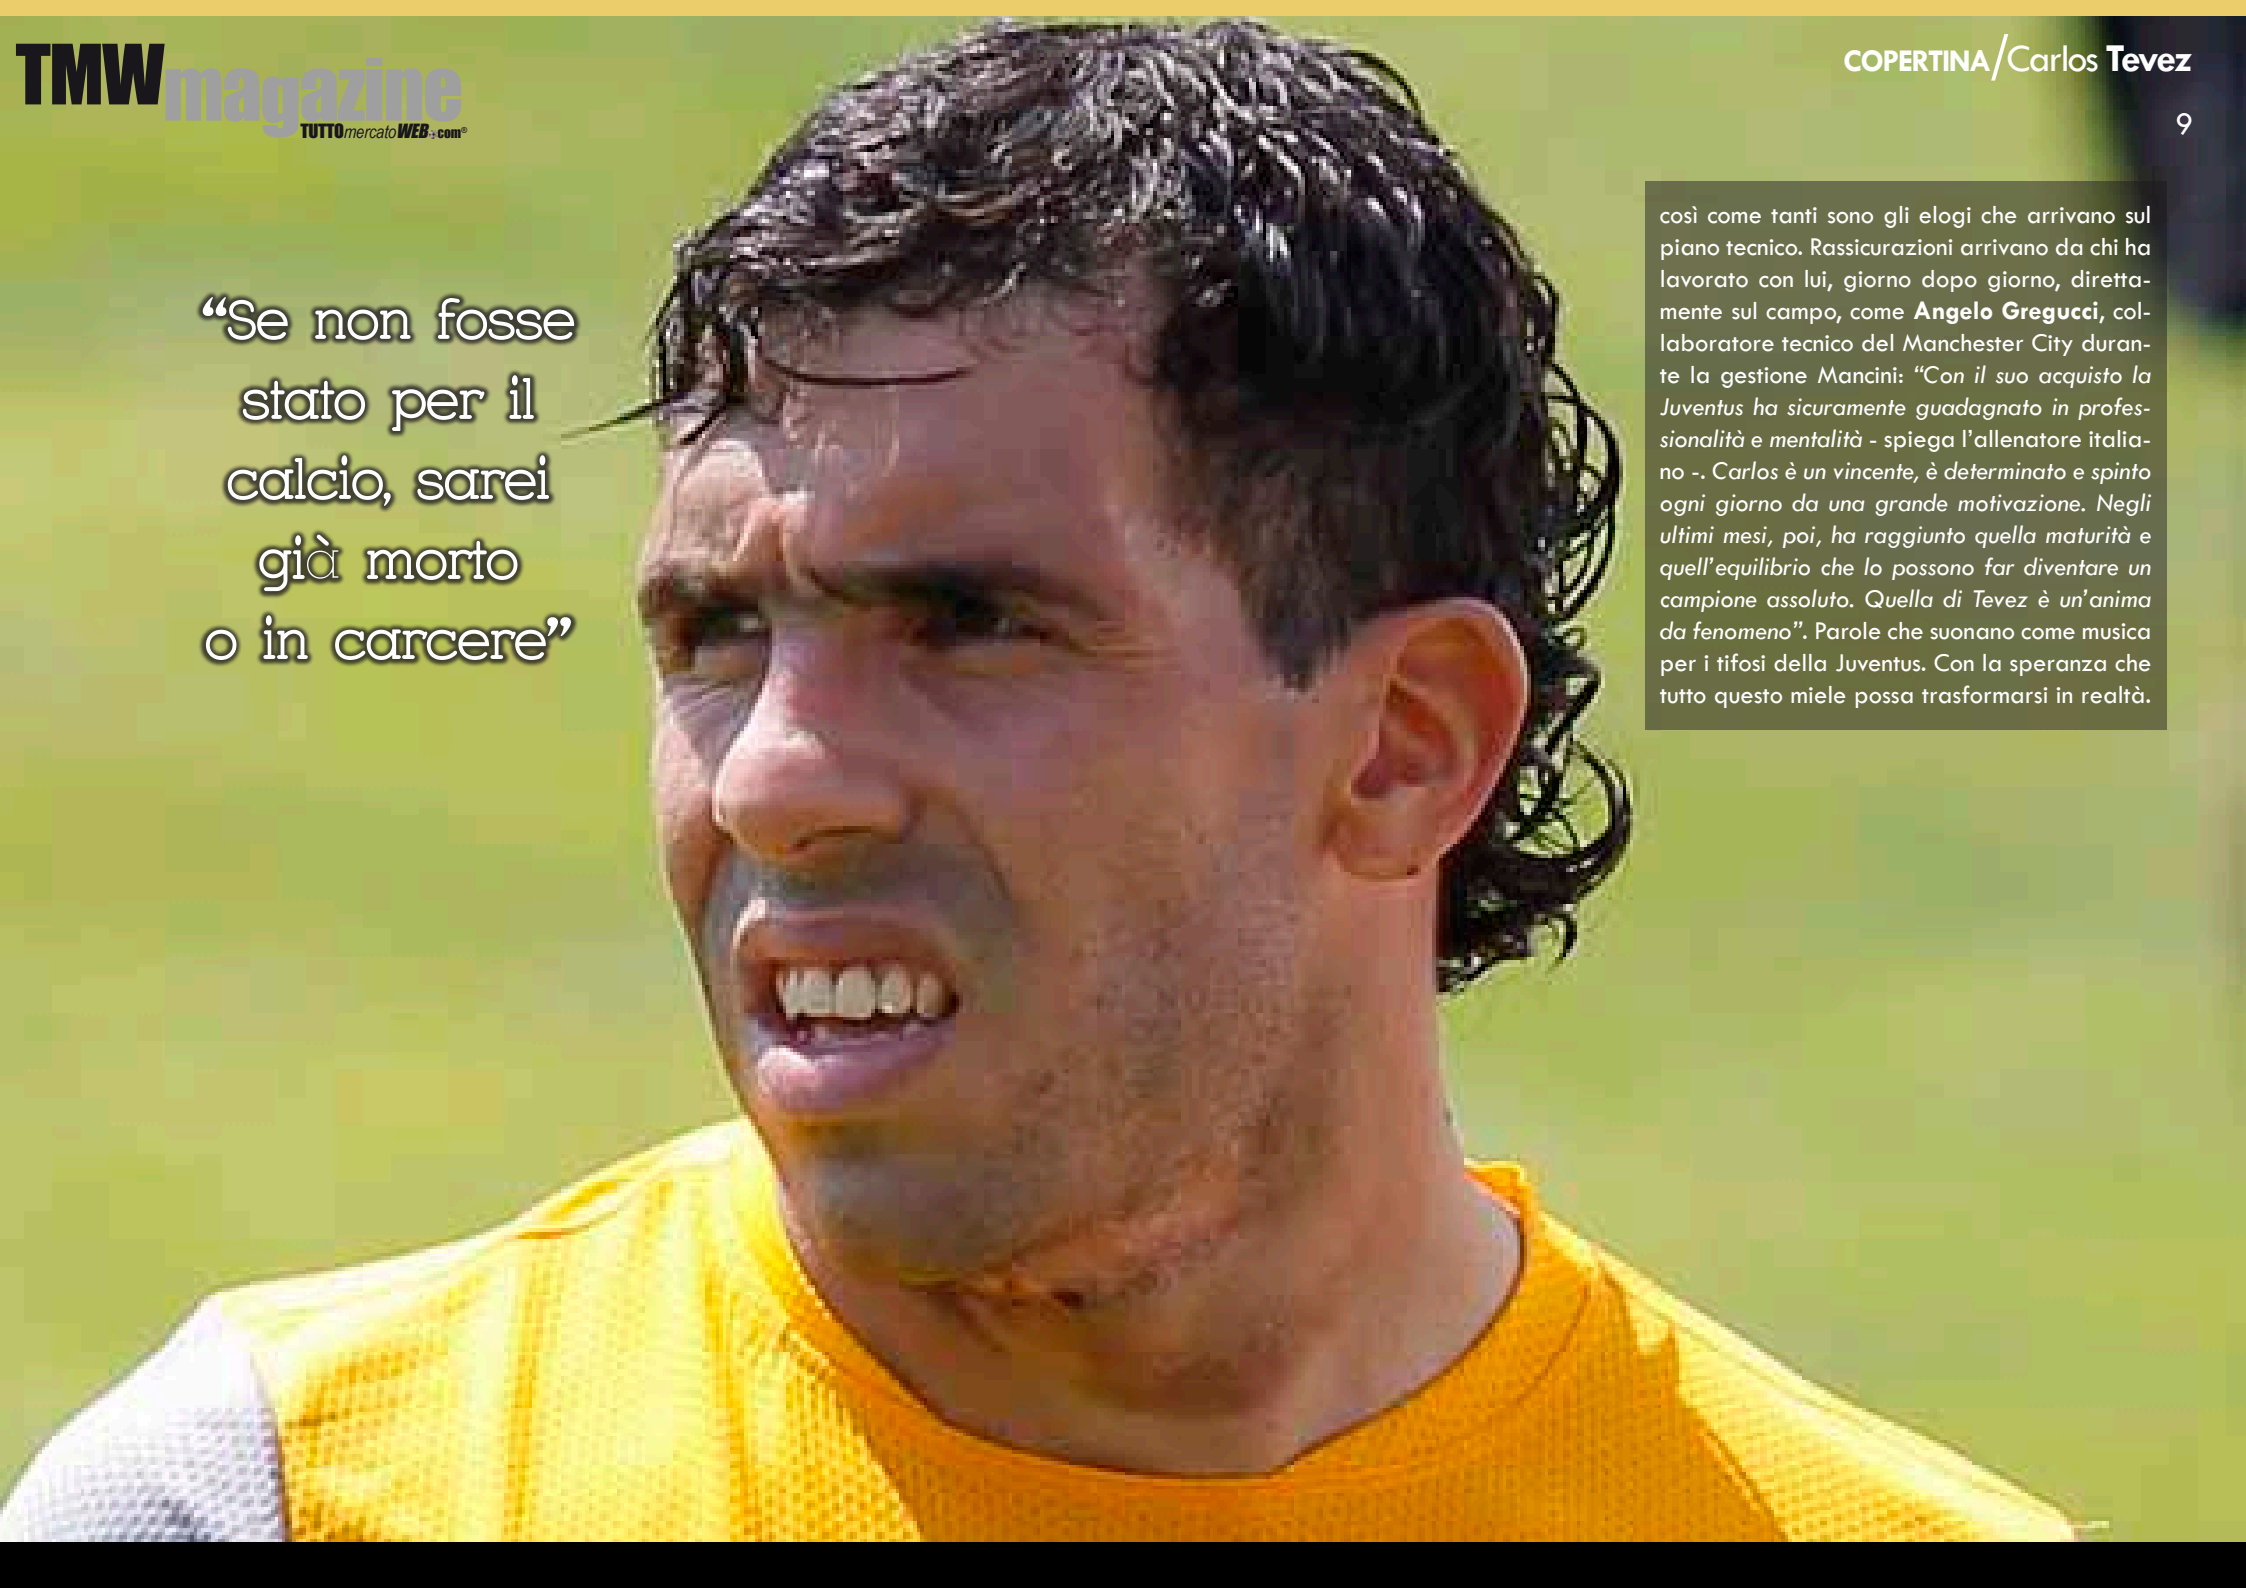 TMWmagazine
TUTTOmercatoWEB.com®
COPERTINA/Carlos Tevez
9
“Se non fosse
stato per il
calcio, sarei
già morto
o in carcere”
così come tanti sono gli elogi che arrivano sul
piano tecnico. Rassicurazioni arrivano da chi ha
lavorato con lui, giorno dopo giorno, diretta-
mente sul campo, come Angelo Gregucci, col-
laboratore tecnico del Manchester City duran-
te la gestione Mancini: “Con il suo acquisto la
Juventus ha sicuramente guadagnato in profes-
sionalità e mentalità - spiega l’allenatore italia-
no -. Carlos è un vincente, è determinato e spinto
ogni giorno da una grande motivazione. Negli
ultimi mesi, poi, ha raggiunto quella maturità e
quell’equilibrio che lo possono far diventare un
campione assoluto. Quella di Tevez è un’anima
da fenomeno”. Parole che suonano come musica
per i tifosi della Juventus. Con la speranza che
tutto questo miele possa trasformarsi in realtà.